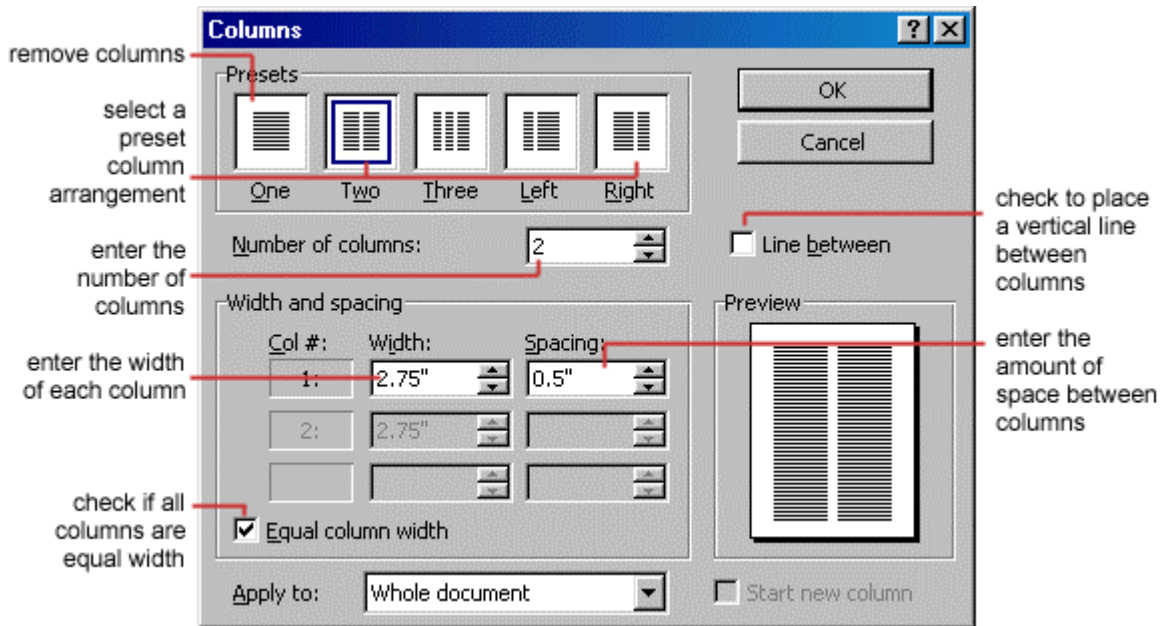 Columns
remove columns
Presets
OK
select a
preset
column
arrangement
Cancel
One Two Three Left Right
check to place
a vertical line
between
columns
enter the
number of
columns
Number of columns: 2
Line between
Width and spacing
Preview
Col #: Width: Spacing:
enter the width
of each column
1: 2.75" 0.5"
enter the
amount of
space between
columns
2: 2.75"
check if all
columns are
equal width
Equal column width
Apply to: Whole document
Start new column